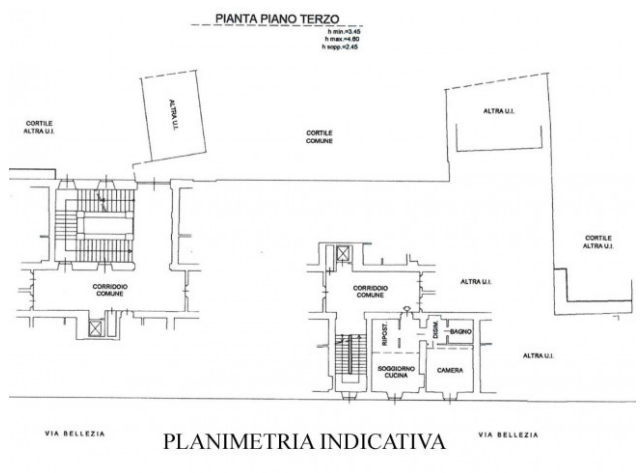 PIANTA PIANO TERZO
h min.=3.45
h max.=4.60
h sopp.=2.45
CORTILE
ALTRA U.I.
ALTRA U.I.
CORTILE
COMUNE
ALTRA U.I.
CORTILE
ALTRA U.I.
CORRIDOIO
COMUNE
CORRIDOIO
COMUNE
ALTRA U.I.
RIPOST.
DISIM.
BAGNO
SOGGIORNO
CUCINA
CAMERA
ALTRA U.I.
VIA BELLEZIA
PLANIMETRIA INDICATIVA
VIA BELLEZIA